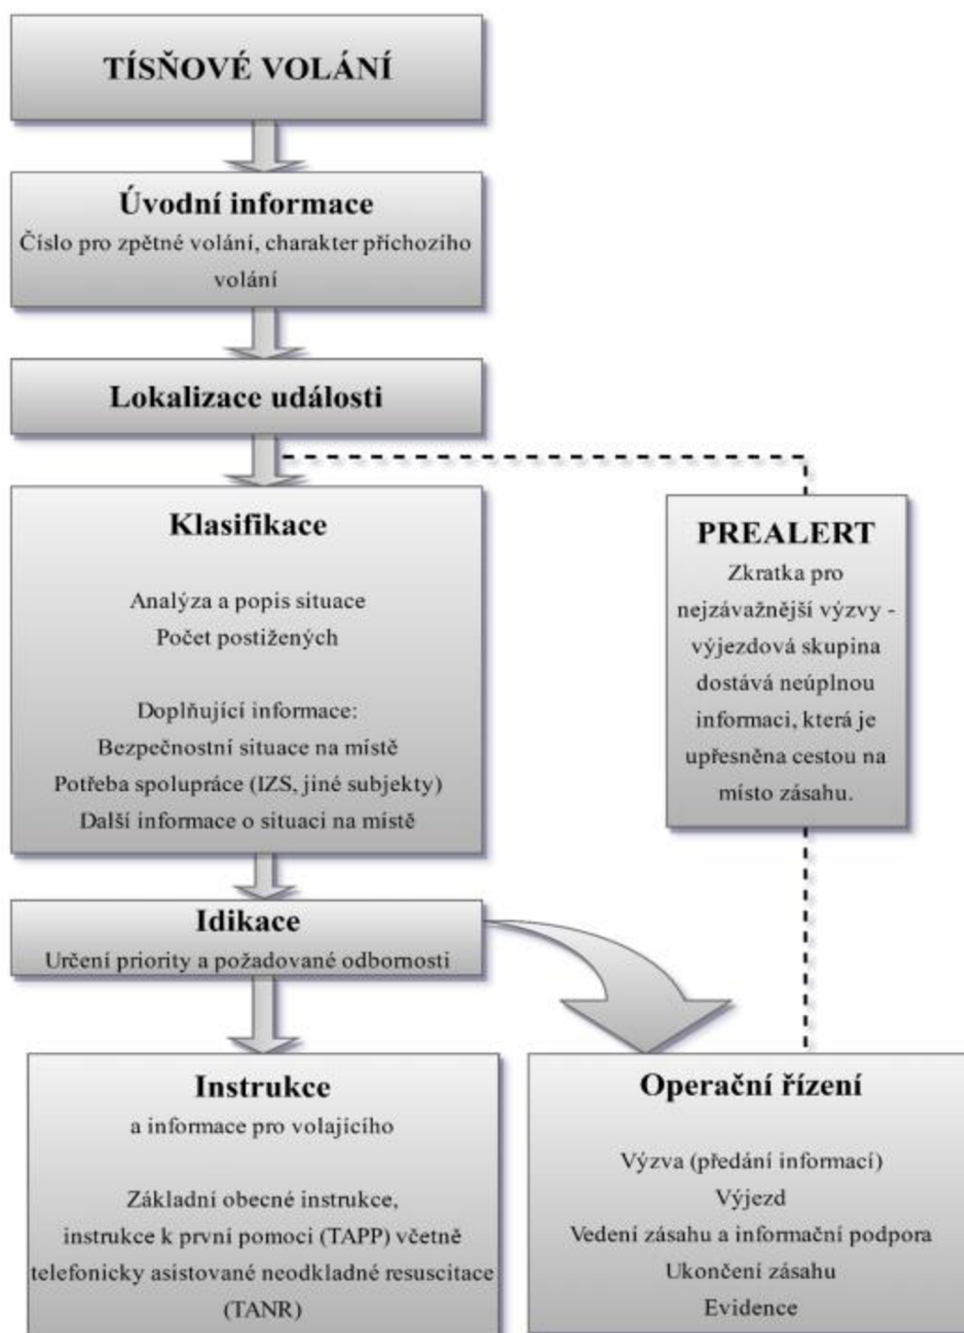 TÍSŇOVÉ VOLÁNÍ
Úvodní informace
Číslo pro zpětné volání, charakter příchozího
volání
Lokalizace události
Klasifikace
Analýza a popis situace
Počet postižených
Doplňující informace:
Bezpečnostní situace na místě
Potřeba spolupráce (IZS, jiné subjekty)
Další informace o situaci na místě
PREALERT
Zkratka pro
nejzávažnější výzvy -
výjezdová skupina
dostává neúplnou
informaci, která je
upřesněna cestou na
místo zásahu.
Idikace
Určení priority a požadované odbornosti
Instrukce
a informace pro volajícího
Základní obecné instrukce,
instrukce k první pomoci (TAPP) včetně
telefonicky asistované neodkladné resuscitace
(TANR)
Operační řízení
Výzva (předání informací)
Výjezd
Vedení zásahu a informační podpora
Ukončení zásahu
Evidence